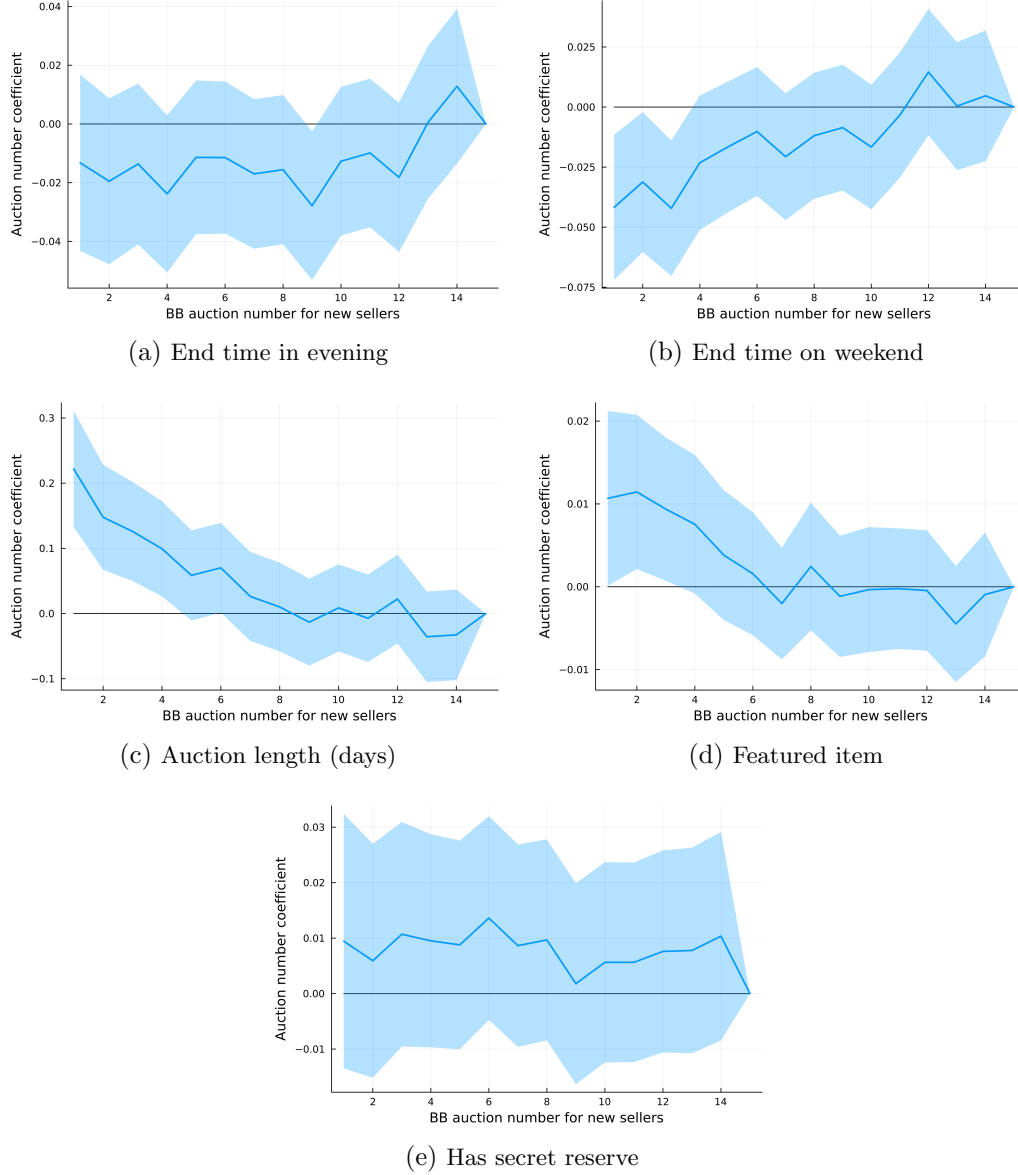 0.04
0.02
0.00
−0.02
−0.04
Auction number coefficient
2 4 6 8 10 12 14
BB auction number for new sellers
(a) End time in evening
0.025
0.000
−0.025
−0.050
−0.075
Auction number coefficient
2 4 6 8 10 12 14
BB auction number for new sellers
(b) End time on weekend
0.3
0.2
0.1
0.0
−0.1
Auction number coefficient
2 4 6 8 10 12 14
BB auction number for new sellers
(c) Auction length (days)
0.02
0.01
0.00
−0.01
Auction number coefficient
2 4 6 8 10 12 14
BB auction number for new sellers
(d) Featured item
0.03
0.02
0.01
0.00
−0.01
Auction number coefficient
2 4 6 8 10 12 14
BB auction number for new sellers
(e) Has secret reserve